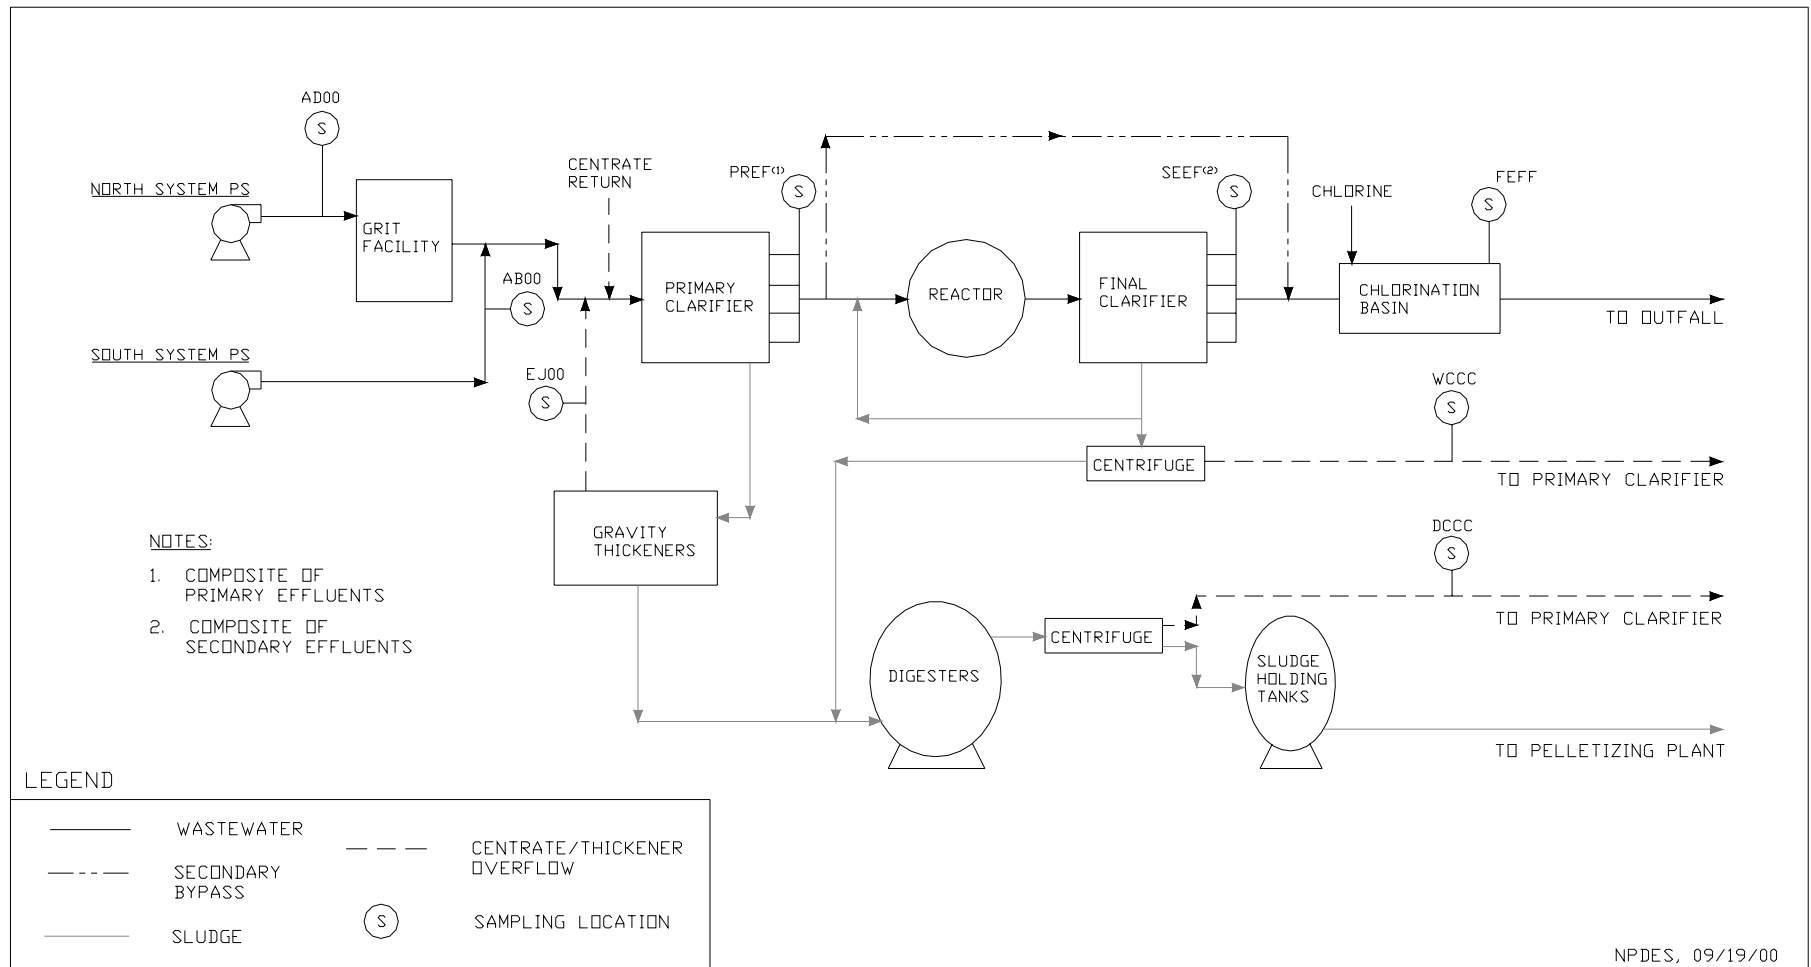 AD00
S
NORTH SYSTEM PS
GRIT
FACILITY
CENTRATE
RETURN
PREF(1)
S
SEEF(2)
S
CHLORINE
FEFF
S
AB00
S
PRIMARY
CLARIFIER
REACTOR
FINAL
CLARIFIER
CHLORINATION
BASIN
TO OUTFALL
SOUTH SYSTEM PS
EJ00
S
WCCC
S
CENTRIFUGE
TO PRIMARY CLARIFIER
GRAVITY
THICKENERS
DCCC
S
NOTES:
1. COMPOSITE OF
PRIMARY EFFLUENTS
2. COMPOSITE OF
SECONDARY EFFLUENTS
DIGESTERS
CENTRIFUGE
TO PRIMARY CLARIFIER
SLUDGE
HOLDING
TANKS
TO PELLETIZING PLANT
LEGEND
WASTEWATER
SECONDARY
BYPASS
SLUDGE
CENTRATE/THICKENER
OVERFLOW
S
SAMPLING LOCATION
NPDES, 09/19/00